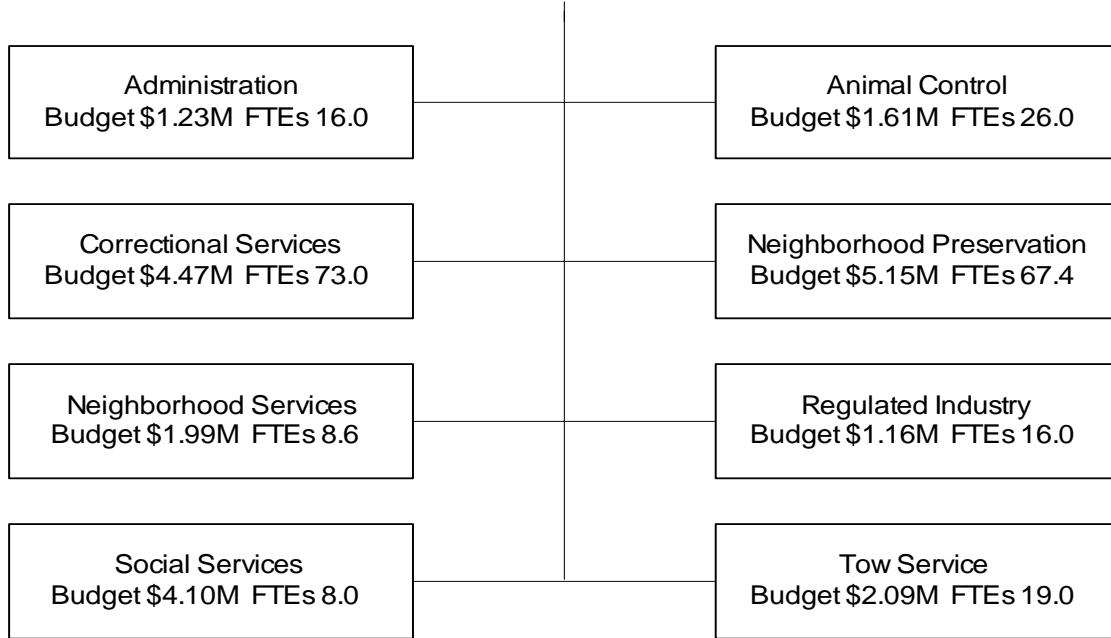 Administration
Budget $1.23M FTEs 16.0
Animal Control
Budget $1.61M FTEs 26.0
Correctional Services
Budget $4.47M FTEs 73.0
Neighborhood Preservation
Budget $5.15M FTEs 67.4
Neighborhood Services
Budget $1.99M FTEs 8.6
Regulated Industry
Budget $1.16M FTEs 16.0
Social Services
Budget $4.10M FTEs 8.0
Tow Service
Budget $2.09M FTEs 19.0